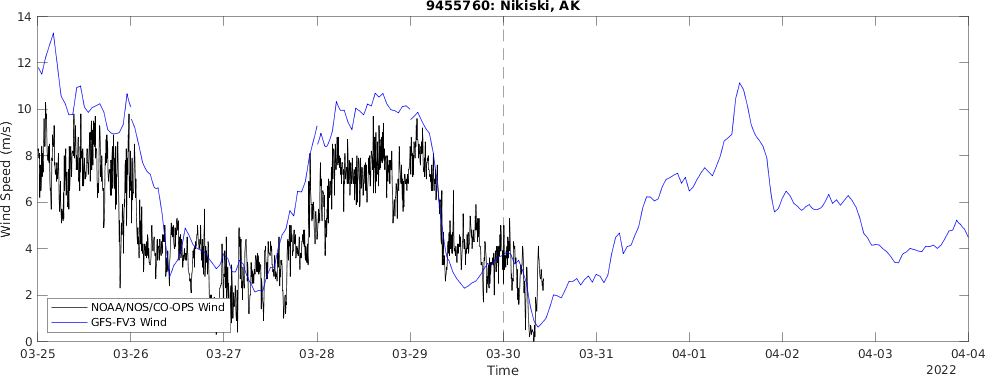 9455760: Nikiski, AK
14
12
10
8
6
4
2
0
Wind Speed (m/s)
NOAA/NOS/CO-OPS Wind
GFS-FV3 Wind
03-25 03-26 03-27 03-28 03-29 03-30 03-31 04-01 04-02 04-03 04-04
Time
2022